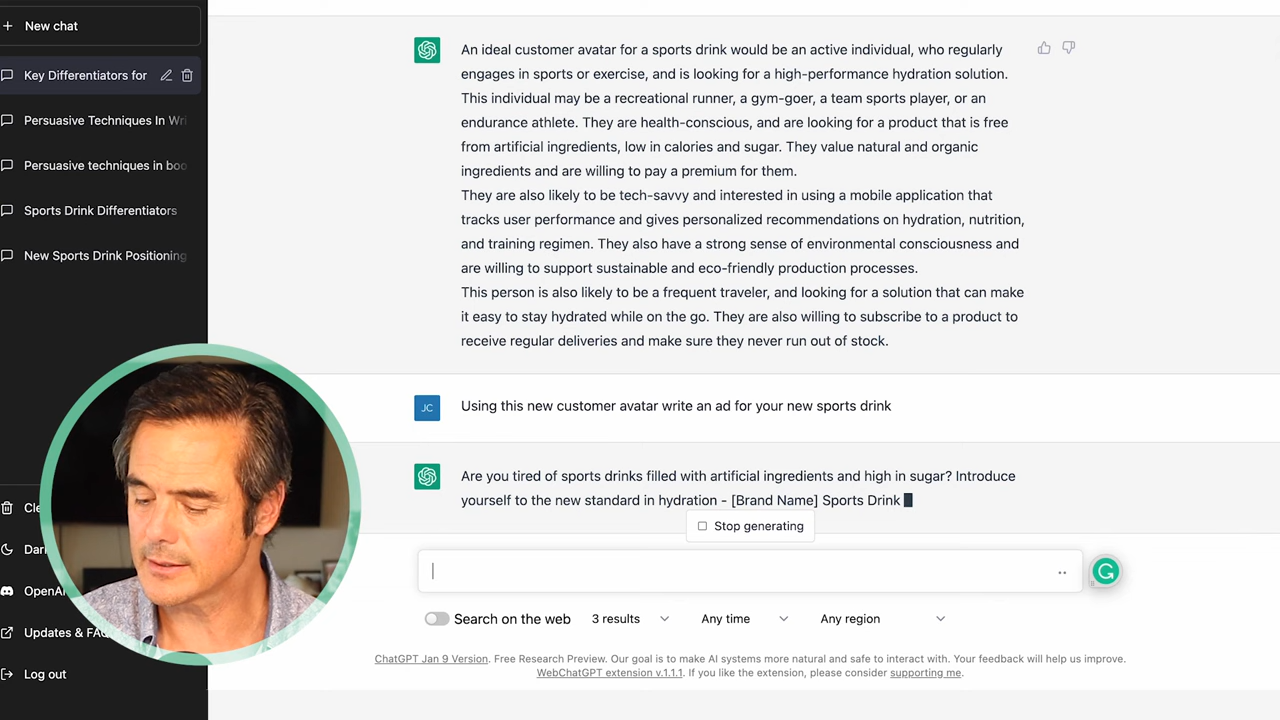 New chat
Key Differentiators for
Persuasive Techniques In Wri
Persuasive techniques in boo
Sports Drink Differentiators
New Sports Drink Positioning
Cle
Dar
OpenAI
Updates & FAQ
Log out
An ideal customer avatar for a sports drink would be an active individual, who regularly
engages in sports or exercise, and is looking for a high-performance hydration solution.
This individual may be a recreational runner, a gym-goer, a team sports player, or an
endurance athlete. They are health-conscious, and are looking for a product that is free
from artificial ingredients, low in calories and sugar. They value natural and organic
ingredients and are willing to pay a premium for them.
They are also likely to be tech-savvy and interested in using a mobile application that
tracks user performance and gives personalized recommendations on hydration, nutrition,
and training regimen. They also have a strong sense of environmental consciousness and
are willing to support sustainable and eco-friendly production processes.
This person is also likely to be a frequent traveler, and looking for a solution that can make
it easy to stay hydrated while on the go. They are also willing to subscribe to a product to
receive regular deliveries and make sure they never run out of stock.
JC
Using this new customer avatar write an ad for your new sports drink
Are you tired of sports drinks filled with artificial ingredients and high in sugar? Introduce
yourself to the new standard in hydration - [Brand Name] Sports Drink
Stop generating
Search on the web 3 results Any time Any region
ChatGPT Jan 9 Version. Free Research Preview. Our goal is to make AI systems more natural and safe to interact with. Your feedback will help us improve.
WebChatGPT extension v.1.1.1. If you like the extension, please consider supporting me.